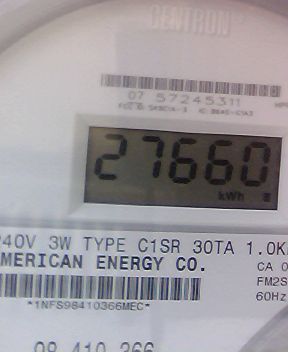 CENTRON
07 57245311
27660
kWh
240V 3W TYPE C1SR 30TA 1.0K
AMERICAN ENERGY CO.
CA 0
FM2S
60Hz
*1NFS98410366MEC*
98 410 366